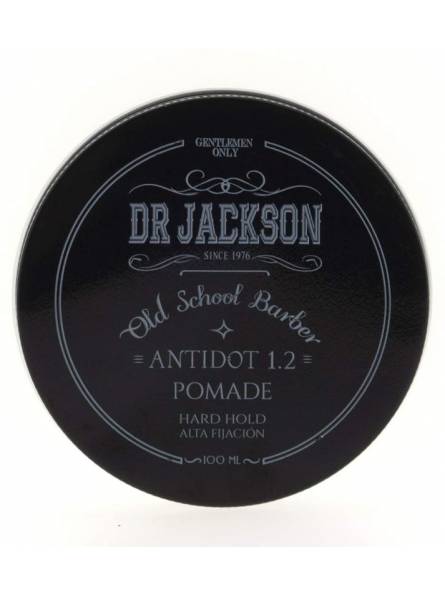 GENTLEMEN
ONLY
DR JACKSON
SINCE 1976
Old School Barber
ANTIDOT 1.2
POMADE
HARD HOLD
ALTA FIJACIÓN
100 ML